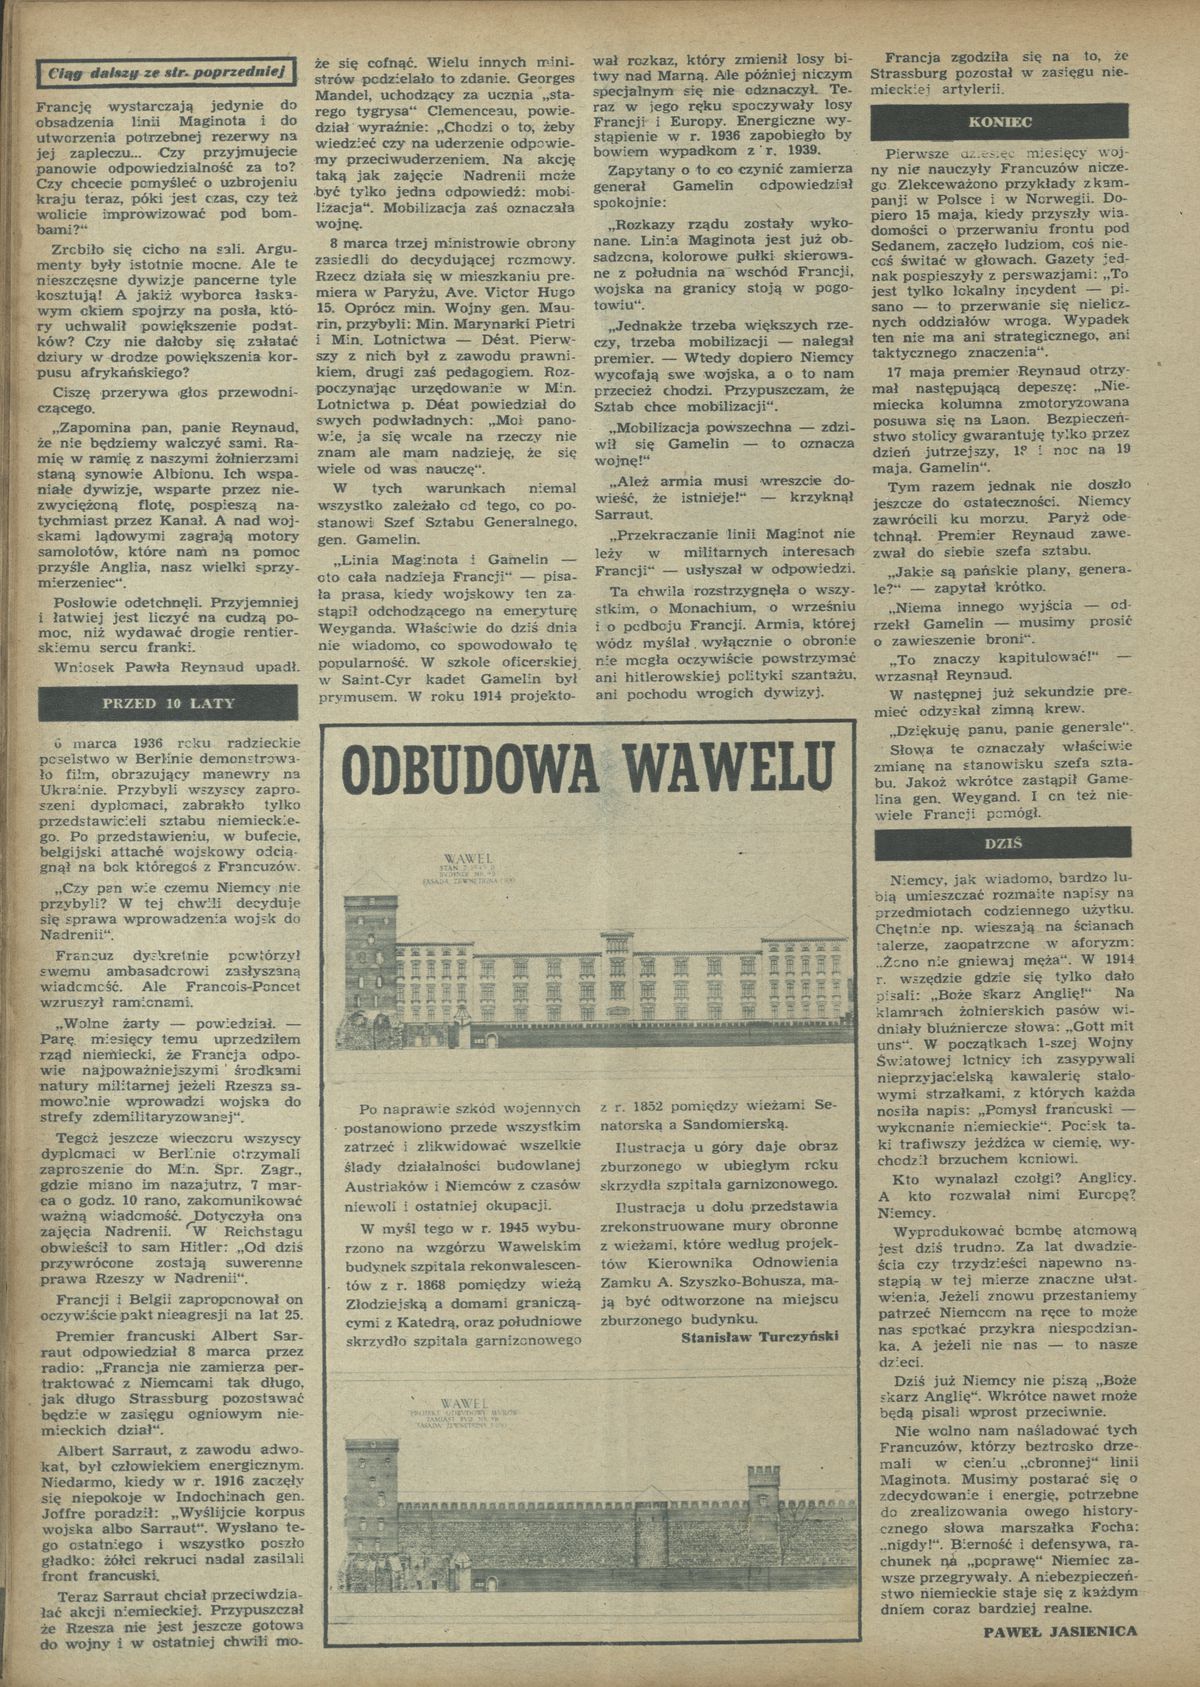 Ciąg dalszy ze str. poprzedniej
Francję wystarczają jedynie do
obsadzenia linii Maginota i do
utworzenia potrzebnej rezerwy na
jej zapleczu... Czy przyjmujecie
panowie odpowiedzialność za to?
Czy chcecie pomyśleć o uzbrojeniu
kraju teraz, póki jest czas, czy też
wolicie improwizować pod bom-
bami?“
Zrobiło się cicho na sali. Argu-
menty były istotnie mocne. Ale te
nieszczęsne dywizje pancerne tyle
kosztują! A jakiż wyborca łaska-
wym okiem spojrzy na posła, któ-
ry uchwalił powiększenie podat-
ków? Czy nie dałoby się załatać
dziury w drodze powiększenia kor-
pusu afrykańskiego?
Ciszę przerywa głos przewodni-
czącego.
„Zapomina pan, panie Reynaud,
że nie będziemy walczyć sami. Ra-
mię w ramię z naszymi żołnierzami
staną synowie Albionu. Ich wspa-
niałe dywizje, wsparte przez nie-
zwyciężoną flotę, pospieszą na-
tychmiast przez Kanał. A nad woj-
skami lądowymi zagrają motory
samolotów, które nam na pomoc
przyśle Anglia, nasz wielki sprzy-
mierzeniec“.
Posłowie odetchnęli. Przyjemniej
i łatwiej jest liczyć na cudzą po-
moc, niż wydawać drogie rentier-
skiemu sercu franki.
Wniosek Pawła Reynaud upadł.
PRZED 10 LATY
6 marca 1936 roku radzieckie
poselstwo w Berlinie demonstrowa-
ło film, obrazujący manewry na
Ukrainie. Przybyli wszyscy zapro-
szeni dyplomaci, zabrakło tylko
przedstawicieli sztabu niemieckie-
go. Po przedstawieniu, w bufecie,
belgijski attaché wojskowy odcią-
gnął na bok któregoś z Francuzów.
„Czy pan wie czemu Niemcy nie
przybyli? W tej chwili decyduje
się sprawa wprowadzenia wojsk do
Nadrenii“.
Francuz dyskretnie powtórzył
swemu ambasadorowi zasłyszaną
wiadomość. Ale Francois-Poncet
wzruszył ramionami.
„Wolne żarty — powiedział. —
Parę miesięcy temu uprzedziłem
rząd niemiecki, że Francja odpo-
wie najpoważniejszymi środkami
natury militarnej jeżeli Rzesza sa-
mowolnie wprowadzi wojska do
strefy zdemilitaryzowanej“.
Tegoż jeszcze wieczoru wszyscy
dyplomaci w Berlinie otrzymali
zaproszenie do Min. Spr. Zagr.,
gdzie miano im nazajutrz, 7 mar-
ca o godz. 10 rano, zakomunikować
ważną wiadomość. Dotyczyła ona
zajęcia Nadrenii. W Reichstagu
obwieścił to sam Hitler: „Od dziś
przywrócone zostają suwerenne
prawa Rzeszy w Nadrenii“.
Francji i Belgii zaproponował on
oczywiście pakt nieagresji na lat 25.
Premier francuski Albert Sar-
raut odpowiedział 8 marca przez
radio: „Francja nie zamierza per-
traktować z Niemcami tak długo,
jak długo Strassburg pozostawać
będzie w zasięgu ogniowym nie-
mieckich dział“.
Albert Sarraut, z zawodu adwo-
kat, był człowiekiem energicznym.
Niedarmo, kiedy w r. 1916 zaczęły
się niepokoje w Indochinach gen.
Joffre poradził: „Wyślijcie korpus
wojska albo Sarraut“. Wysłano te-
go ostatniego i wszystko poszło
gładko: żółci rekruci nadal zasilali
front francuski.
Teraz Sarraut chciał przeciwdzia-
łać akcji niemieckiej. Przypuszczał
że Rzesza nie jest jeszcze gotowa
do wojny i w ostatniej chwili mo-
że się cofnąć. Wielu innych mini-
strów podzielało to zdanie. Georges
Mandel, uchodzący za ucznia „sta-
rego tygrysa“ Clemenceau, powie-
dział wyraźnie: „Chodzi o to, żeby
wiedzieć czy na uderzenie odpowie-
my przeciwuderzeniem. Na akcję
taką jak zajęcie Nadrenii może
być tylko jedna odpowiedź: mobi-
lizacja“. Mobilizacja zaś oznaczała
wojnę.
8 marca trzej ministrowie obrony
zasiedli do decydującej rozmowy.
Rzecz działa się w mieszkaniu pre-
miera w Paryżu, Ave. Victor Hugo
15. Oprócz min. Wojny gen. Mau-
rin, przybyli: Min. Marynarki Pietri
i Min. Lotnictwa — Déat. Pierw-
szy z nich był z zawodu prawni-
kiem, drugi zaś pedagogiem. Roz-
poczynając urzędowanie w Min.
Lotnictwa p. Déat powiedział do
swych podwładnych: „Moi pano-
wie, ja się wcale na rzeczy nie
znam ale mam nadzieję, że się
wiele od was nauczę“.
W tych warunkach niemal
wszystko zależało od tego, co po-
stanowi Szef Sztabu Generalnego,
gen. Gamelin.
„Linia Maginota i Gamelin —
oto cała nadzieja Francji“ — pisa-
ła prasa, kiedy wojskowy ten za-
stąpił odchodzącego na emeryturę
Weyganda. Właściwie do dziś dnia
nie wiadomo, co spowodowało tę
popularność. W szkole oficerskiej
w Saint-Cyr kadet Gamelin był
prymusem. W roku 1914 projekto-
wał rozkaz, który zmienił losy bi-
twy nad Marną. Ale później niczym
specjalnym się nie odznaczył. Te-
raz w jego ręku spoczywały losy
Francji i Europy. Energiczne wy-
stąpienie w r. 1936 zapobiegło by
bowiem wypadkom z r. 1939.
Zapytany o to co czynić zamierza
generał Gamelin odpowiedział
spokojnie:
„Rozkazy rządu zostały wyko-
nane. Linia Maginota jest już ob-
sadzona, kolorowe pułki skierowa-
ne z południa na wschód Francji,
wojska na granicy stoją w pogo-
towiu“.
„Jednakże trzeba większych rze-
czy, trzeba mobilizacji — nalegał
premier. — Wtedy dopiero Niemcy
wycofają swe wojska, a o to nam
przecież chodzi. Przypuszczam, że
Sztab chce mobilizacji“.
„Mobilizacja powszechna — zdzi-
wił się Gamelin — to oznacza
wojnę!“
„Ależ armia musi wreszcie do-
wieść, że istnieje!“ — krzyknął
Sarraut.
„Przekraczanie linii Maginot nie
leży w militarnych interesach
Francji“ — usłyszał w odpowiedzi.
Ta chwila rozstrzygnęła o wszy-
stkim, o Monachium, o wrześniu
i o podboju Francji. Armia, której
wódz myślał wyłącznie o obronie
nie mogła oczywiście powstrzymać
ani hitlerowskiej polityki szantażu,
ani pochodu wrogich dywizyj.
Francja zgodziła się na to, że
Strassburg pozostał w zasięgu nie-
mieckiej artylerii.
KONIEC
Pierwsze dziesięć miesięcy woj-
ny nie nauczyły Francuzów nicze-
go. Zlekceważono przykłady z kam-
panji w Polsce i w Norwegii. Do-
piero 15 maja, kiedy przyszły wia-
domości o przerwaniu frontu pod
Sedanem, zaczęło ludziom, coś nie-
coś świtać w głowach. Gazety jed-
nak pospieszyły z perswazjami: „To
jest tylko lokalny incydent — pi-
sano — to przerwanie się nielicz-
nych oddziałów wroga. Wypadek
ten nie ma ani strategicznego, ani
taktycznego znaczenia“.
17 maja premier Reynaud otrzy-
mał następującą depeszę: „Nie-
miecka kolumna zmotoryzowana
posuwa się na Laon. Bezpieczeń-
stwo stolicy gwarantuję tylko przez
dzień jutrzejszy, 18 i noc na 19
maja. Gamelin“.
Tym razem jednak nie doszło
jeszcze do ostateczności. Niemcy
zawrócili ku morzu. Paryż ode-
tchnął. Premier Reynaud zawe-
zwał do siebie szefa sztabu.
„Jakie są pańskie plany, genera-
le?“ — zapytał krótko.
„Niema innego wyjścia — od-
rzekł Gamelin — musimy prosić
o zawieszenie broni“.
„To znaczy kapitulować!“ —
wrzasnął Reynaud.
W następnej już sekundzie pre-
mier odzyskał zimną krew.
„Dziękuję panu, panie generale“.
Słowa te oznaczały właściwie
zmianę na stanowisku szefa szta-
bu. Jakoż wkrótce zastąpił Game-
lina gen. Weygand. I on też nie-
wiele Francji pomógł.
DZIŚ
Niemcy, jak wiadomo, bardzo lu-
bią umieszczać rozmaite napisy na
przedmiotach codziennego użytku.
Chętnie np. wieszają na ścianach
talerze, zaopatrzone w aforyzm:
„Żono nie gniewaj męża“. W 1914
r. wszędzie gdzie się tylko dało
pisali: „Boże skarz Anglię!“ Na
klamrach żołnierskich pasów wi-
dniały bluźniercze słowa: „Gott mit
uns“. W początkach 1-szej Wojny
Światowej lotnicy ich zasypywali
nieprzyjacielską kawalerię stalo-
wymi strzałkami, z których każda
nosiła napis: „Pomysł francuski —
wykonanie niemieckie“. Pocisk ta-
ki trafiwszy jeźdźca w ciemię, wy-
chodził brzuchem koniowi.
Kto wynalazł czołgi? Anglicy.
A kto rozwalał nimi Europę?
Niemcy.
Wyprodukować bombę atomową
jest dziś trudno. Za lat dwadzie-
ścia czy trzydzieści napewno na-
stąpią w tej mierze znaczne ułat-
wienia. Jeżeli znowu przestaniemy
patrzeć Niemcom na ręce to może
nas spotkać przykra niespodzian-
ka. A jeżeli nie nas — to nasze
dzieci.
Dziś już Niemcy nie piszą „Boże
skarz Anglię“. Wkrótce nawet może
będą pisali wprost przeciwnie.
Nie wolno nam naśladować tych
Francuzów, którzy beztrosko drze-
mali w cieniu „obronnej“ linii
Maginota. Musimy postarać się o
zdecydowanie i energię, potrzebne
do zrealizowania owego history-
cznego słowa marszałka Focha:
„nigdy!“. Bierność i defensywa, ra-
chunek na „poprawę“ Niemiec za-
wsze przegrywały. A niebezpieczeń-
stwo niemieckie staje się z każdym
dniem coraz bardziej realne.
PAWEŁ JASIENICA
ODBUDOWA WAWELU
WAWEL
Po naprawie szkód wojennych
postanowiono przede wszystkim
zatrzeć i zlikwidować wszelkie
ślady działalności budowlanej
Austriaków i Niemców z czasów
niewoli i ostatniej okupacji.
W myśl tego w r. 1945 wybu-
rzono na wzgórzu Wawelskim
budynek szpitala rekonwalescen-
tów z r. 1868 pomiędzy wieżą
Złodziejską a domami graniczą-
cymi z Katedrą, oraz południowe
skrzydło szpitala garnizonowego
z r. 1852 pomiędzy wieżami Se-
natorską a Sandomierską.
Ilustracja u góry daje obraz
zburzonego w ubiegłym roku
skrzydła szpitala garnizonowego.
Ilustracja u dołu przedstawia
zrekonstruowane mury obronne
z wieżami, które według projek-
tów Kierownika Odnowienia
Zamku A. Szyszko-Bohusza, ma-
ją być odtworzone na miejscu
zburzonego budynku.
Stanisław Turczyński
WAWEL